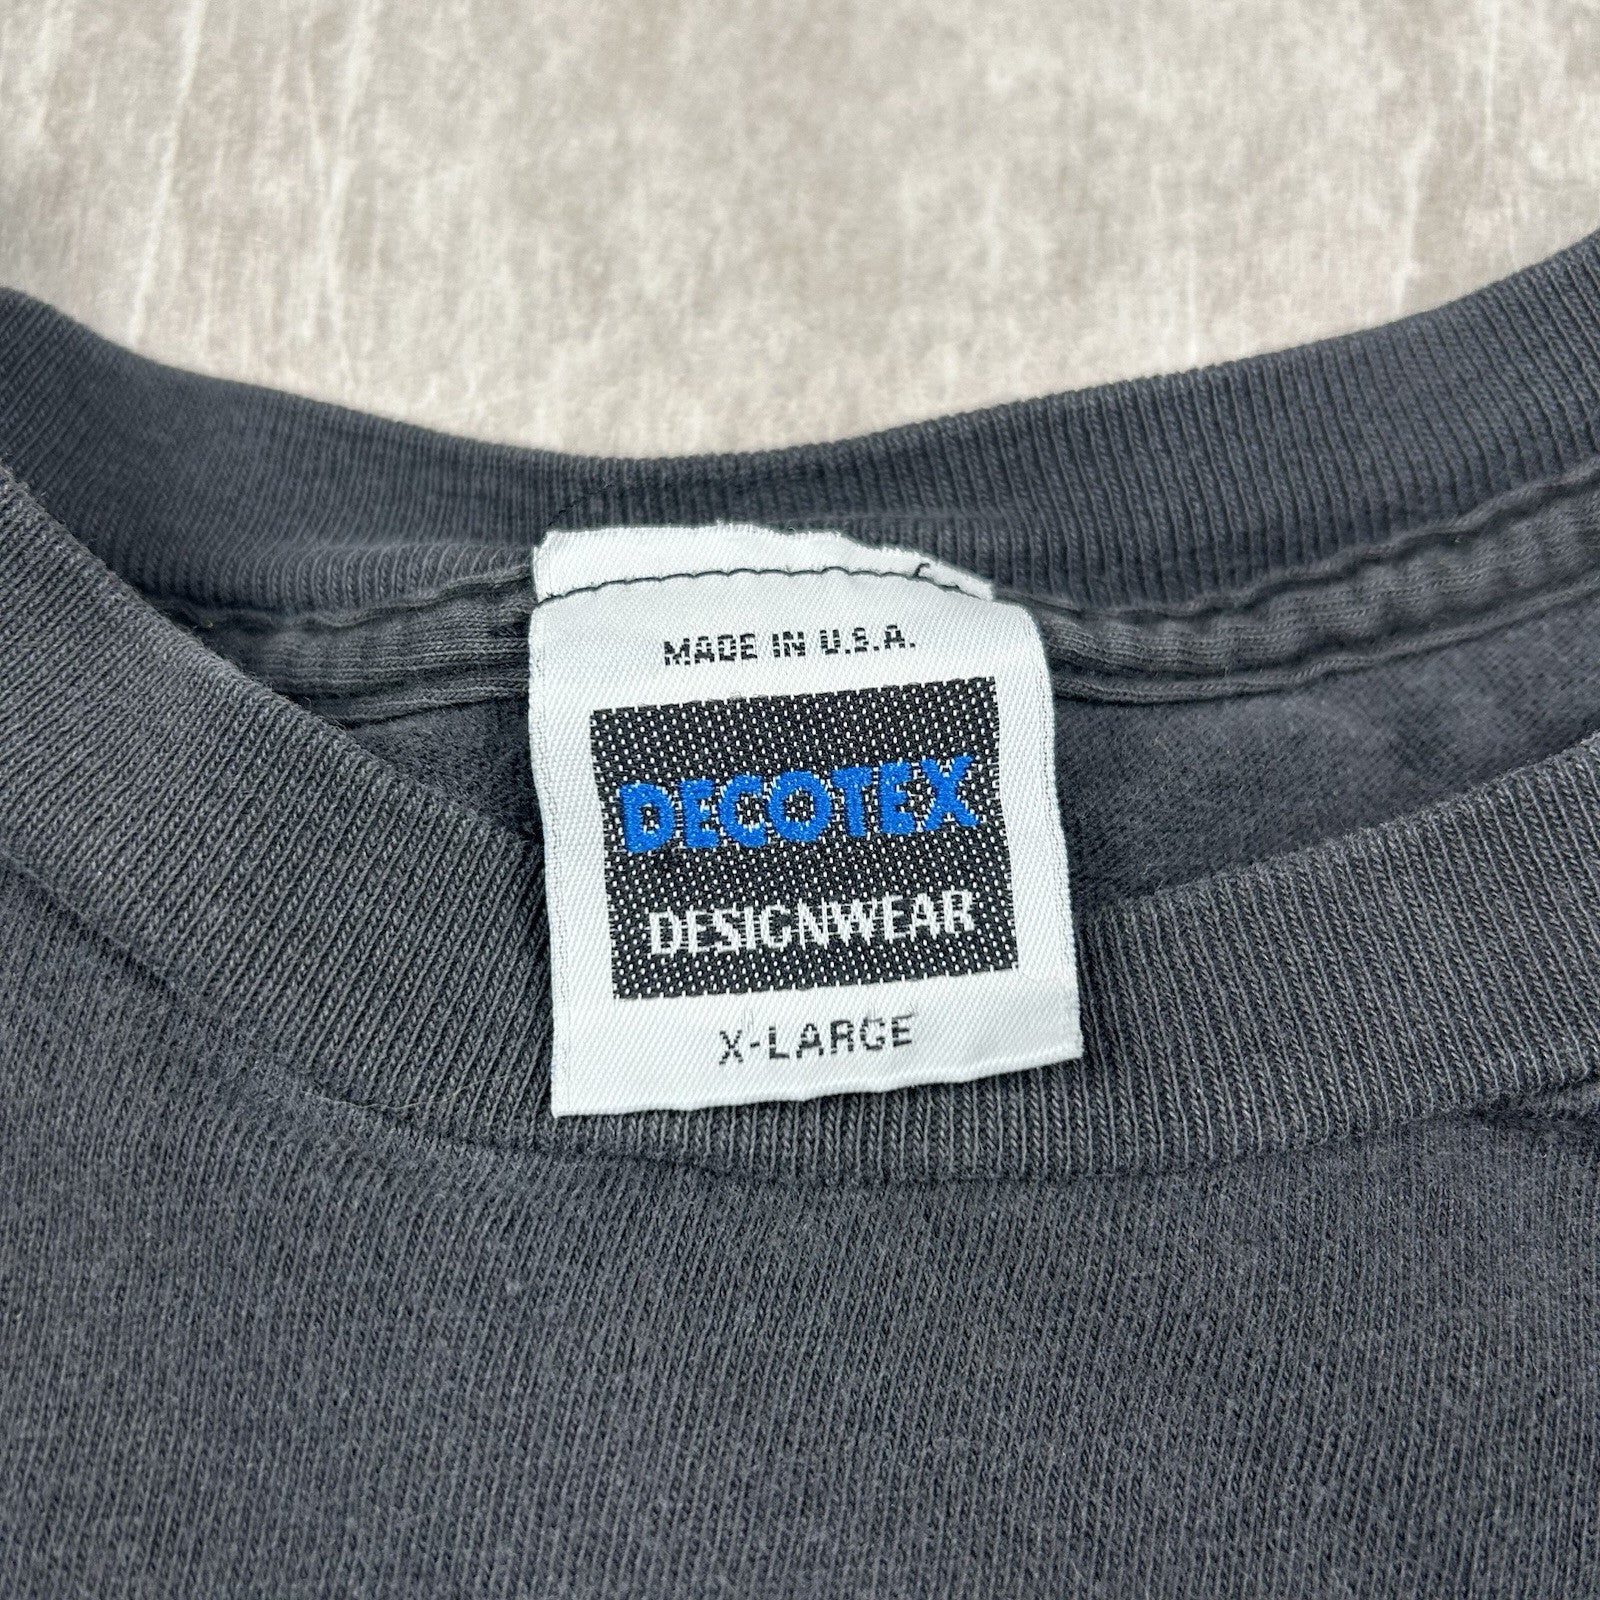 MADE IN U.S.A.
DECOTEX
DESIGNWEAR
X-LARGE